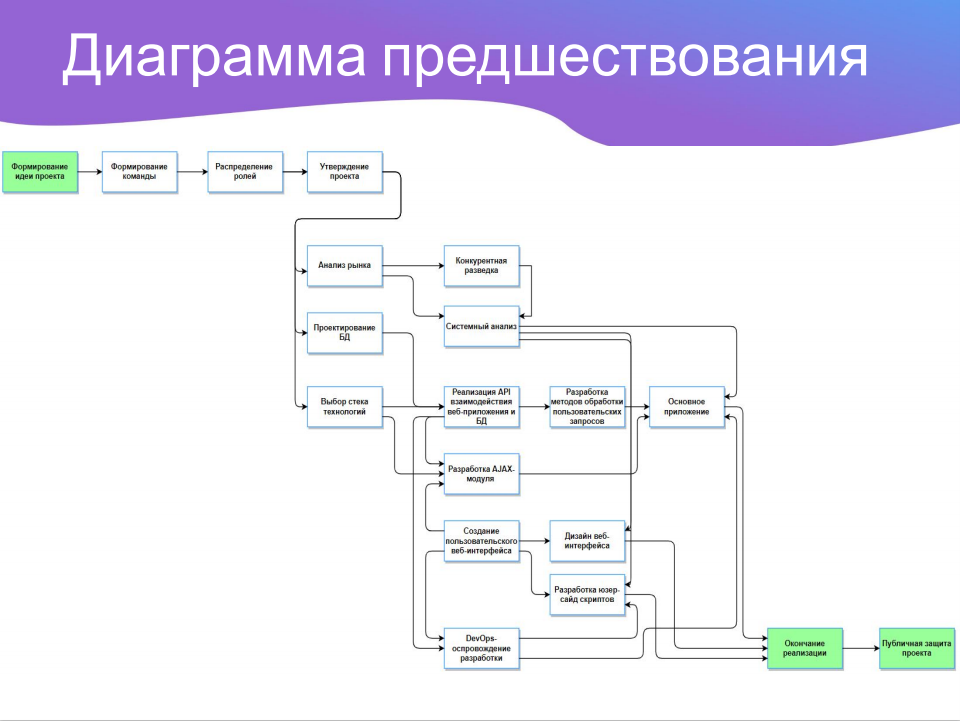 Диаграмма предшествования
Формирование
идеи проекта
Формирование
команды
Распределение
ролей
Утверждение
проекта
Анализ рынка
Конкурентная
разведка
Системный анализ
Проектирование
БД
Выбор стека
технологий
Реализация API
взаимодействия
веб-приложения и
БД
Разработка
методов обработки
пользовательских
запросов
Основное
приложение
Разработка AJAX-
модуля
Создание
пользовательского
веб-интерфейса
Дизайн веб-
интерфейса
Разработка юзер-
сайд скриптов
DevOps-
оспровождение
разработки
Окончание
реализации
Публичная защита
проекта